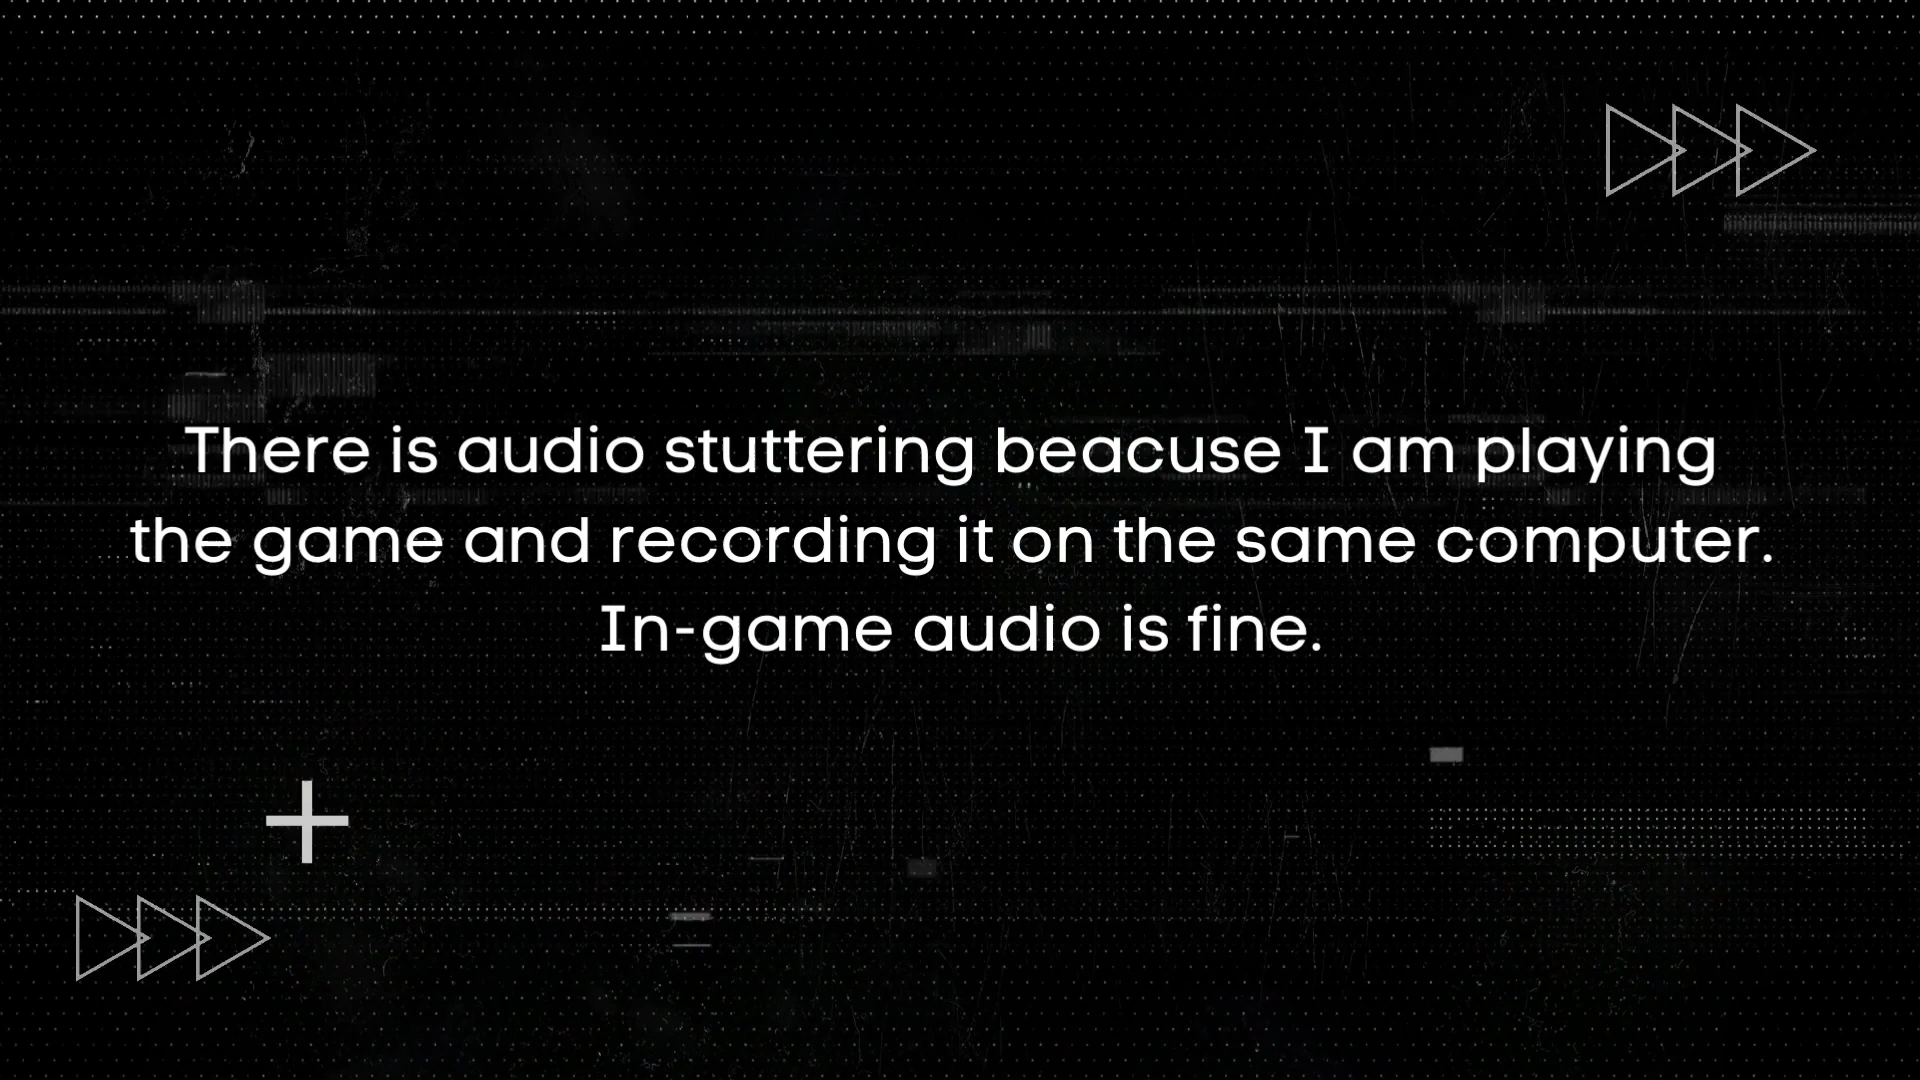 There is audio stuttering beacuse I am playing
the game and recording it on the same computer.
In-game audio is fine.